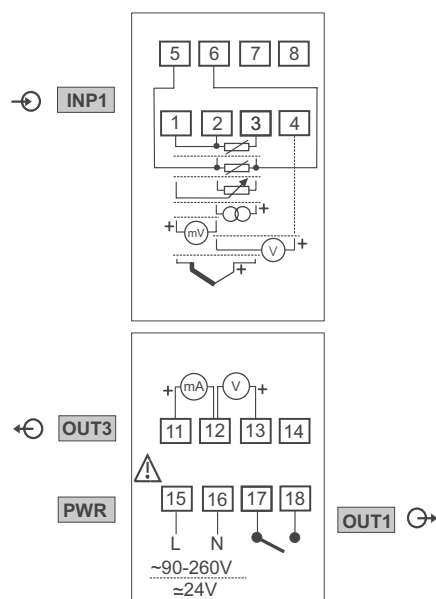 5 6 7 8
INP1
1 2 3 4
+
+ mV
+
V
+
+ mA V +
OUT3
11 12 13 14
PWR
15 16 17 18
OUT1
L N
~90-260V
≃24V